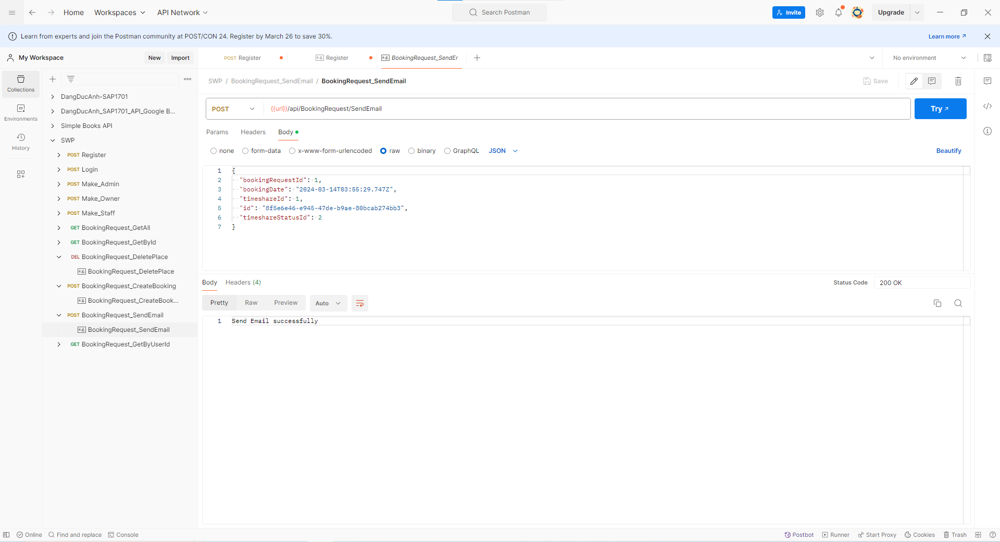 Home Workspaces API Network Search Postman Invite Upgrade
Learn from experts and join the Postman community at POST/CON 24. Register by March 26 to save 30%. Learn more
My Workspace New Import POST Register e.g. Register e.g. BookingRequest_SendEr No environment
Collections
Environments
History
DangDucAnh-SAP1701
DangDucAnh_SAP1701_API_Google B...
Simple Books API
SWP
POST Register
POST Login
POST Make_Admin
POST Make_Owner
POST Make_Staff
GET BookingRequest_GetAll
GET BookingRequest_GetById
DEL BookingRequest_DeletePlace
e.g. BookingRequest_DeletePlace
POST BookingRequest_CreateBooking
e.g. BookingRequest_CreateBook...
POST BookingRequest_SendEmail
e.g. BookingRequest_SendEmail
GET BookingRequest_GetByUserId
SWP / BookingRequest_SendEmail / BookingRequest_SendEmail Save
POST {{url}}/api/BookingRequest/SendEmail Try
Params Headers Body
none form-data x-www-form-urlencoded raw binary GraphQL JSON Beautify
1 {
2 "bookingRequestId": 1,
3 "bookingDate": "2024-03-14T03:55:29.747Z",
4 "timeshareId": 1,
5 "id": "8f5e6e46-e945-47de-b9ae-80bcab274bb3",
6 "timeshareStatusId": 2
7 }
Body Headers (4) Status Code 200 OK
Pretty Raw Preview Auto
1 Send Email successfully
Online Find and replace Console Postbot Runner Start Proxy Cookies Trash